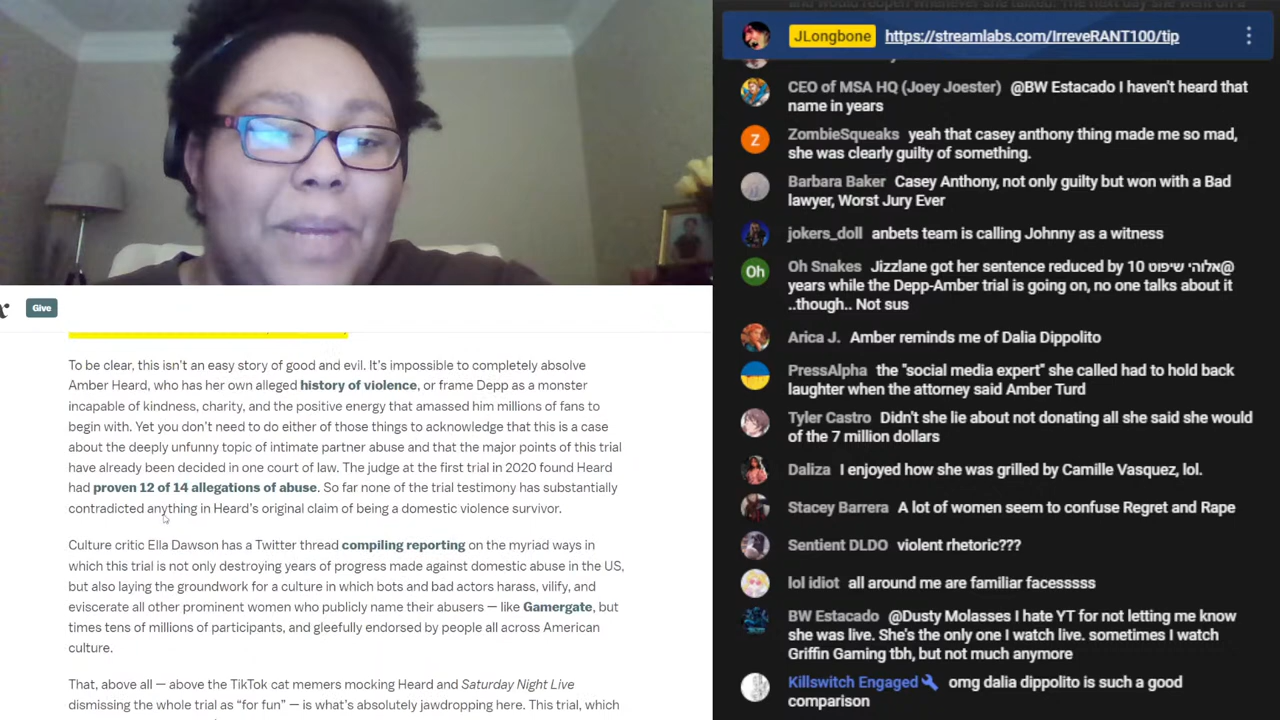 JLongbone https://streamlabs.com/IrreveRANT100/tip
CEO of MSA HQ (Joey Joester) @BW Estacado I haven't heard that
name in years
ZombieSqueaks yeah that casey anthony thing made me so mad,
she was clearly guilty of something.
Barbara Baker Casey Anthony, not only guilty but won with a Bad
lawyer, Worst Jury Ever
jokers_doll anbets team is calling Johnny as a witness
Oh Snakes Jizzlane got her sentence reduced by 10 אלוהי שיפוט@
years while the Depp-Amber trial is going on, no one talks about it
..though.. Not sus
Arica J. Amber reminds me of Dalia Dippolito
PressAlpha the "social media expert" she called had to hold back
laughter when the attorney said Amber Turd
Tyler Castro Didn't she lie about not donating all she said she would
of the 7 million dollars
Daliza I enjoyed how she was grilled by Camille Vasquez, lol.
Stacey Barrera A lot of women seem to confuse Regret and Rape
Sentient DLDO violent rhetoric???
lol idiot all around me are familiar facesssss
BW Estacado @Dusty Molasses I hate YT for not letting me know
she was live. She's the only one I watch live. sometimes I watch
Griffin Gaming tbh, but not much anymore
Killswitch Engaged omg dalia dippolito is such a good
comparison
Z
Oh
Give
To be clear, this isn't an easy story of good and evil. It's impossible to completely absolve
Amber Heard, who has her own alleged history of violence, or frame Depp as a monster
incapable of kindness, charity, and the positive energy that amassed him millions of fans to
begin with. Yet you don't need to do either of those things to acknowledge that this is a case
about the deeply unfunny topic of intimate partner abuse and that the major points of this trial
have already been decided in one court of law. The judge at the first trial in 2020 found Heard
had proven 12 of 14 allegations of abuse. So far none of the trial testimony has substantially
contradicted anything in Heard's original claim of being a domestic violence survivor.
Culture critic Ella Dawson has a Twitter thread compiling reporting on the myriad ways in
which this trial is not only destroying years of progress made against domestic abuse in the US,
but also laying the groundwork for a culture in which bots and bad actors harass, vilify, and
eviscerate all other prominent women who publicly name their abusers — like Gamergate, but
times tens of millions of participants, and gleefully endorsed by people all across American
culture.
That, above all — above the TikTok cat memers mocking Heard and Saturday Night Live
dismissing the whole trial as "for fun" — is what's absolutely jawdropping here. This trial, which